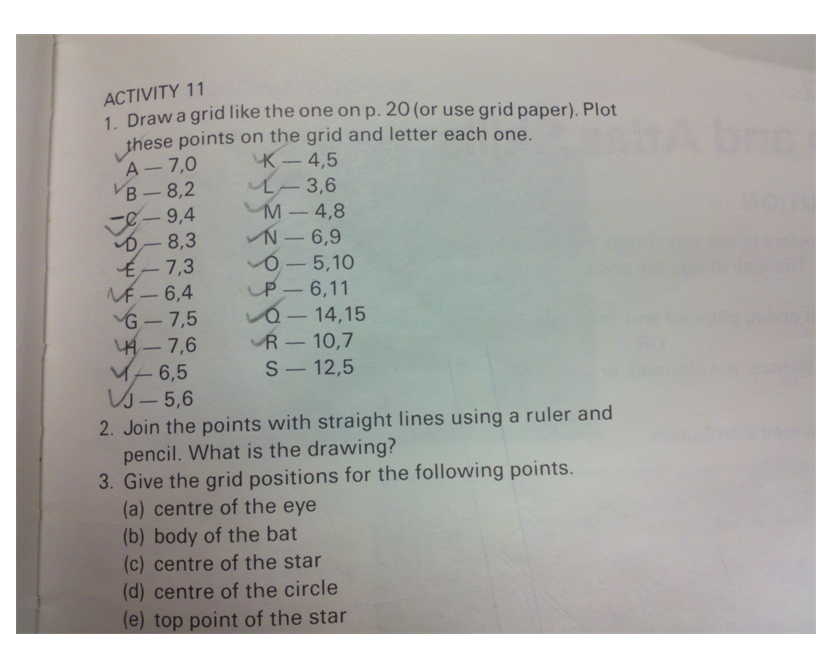 ACTIVITY 11
1. Draw a grid like the one on p. 20 (or use grid paper). Plot
these points on the grid and letter each one.
A — 7,0
B — 8,2
C — 9,4
D — 8,3
E — 7,3
F — 6,4
G — 7,5
H — 7,6
I — 6,5
J — 5,6
K — 4,5
L — 3,6
M — 4,8
N — 6,9
O — 5,10
P — 6,11
Q — 14,15
R — 10,7
S — 12,5
2. Join the points with straight lines using a ruler and
pencil. What is the drawing?
3. Give the grid positions for the following points.
(a) centre of the eye
(b) body of the bat
(c) centre of the star
(d) centre of the circle
(e) top point of the star